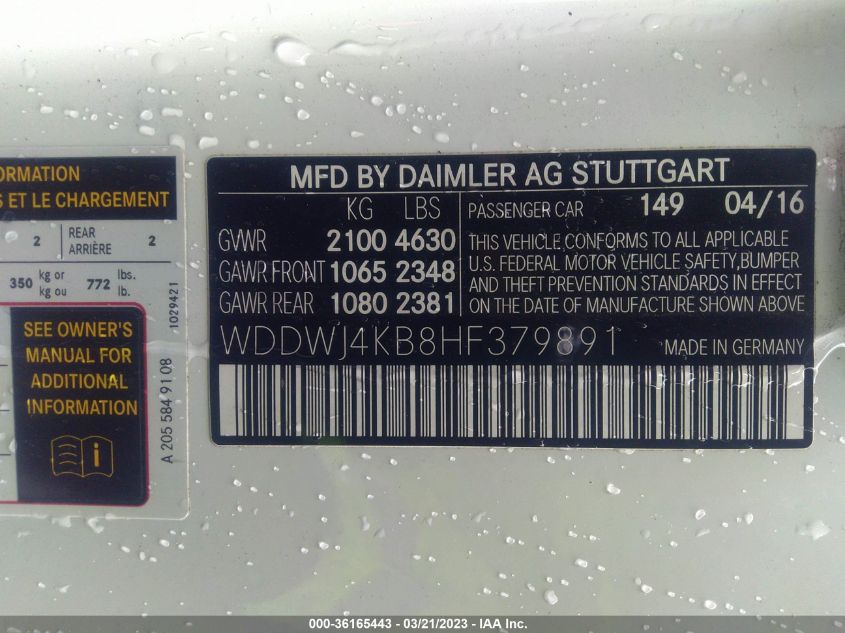 ORMATION
S ET LE CHARGEMENT
2 REAR ARRIÈRE 2
350 kg or kg ou 772 lbs. lb.
SEE OWNER'S
MANUAL FOR
ADDITIONAL
INFORMATION
i
1029421
A 205 584 91 08
MFD BY DAIMLER AG STUTTGART
KG LBS
GVWR 2100 4630
GAWR FRONT 1065 2348
GAWR REAR 1080 2381
PASSENGER CAR 149 04/16
THIS VEHICLE CONFORMS TO ALL APPLICABLE
U.S. FEDERAL MOTOR VEHICLE SAFETY,BUMPER
AND THEFT PREVENTION STANDARDS IN EFFECT
ON THE DATE OF MANUFACTURE SHOWN ABOVE
WDDWJ4KB8HF379891 MADE IN GERMANY
000-36165443 - 03/21/2023 - IAA Inc.